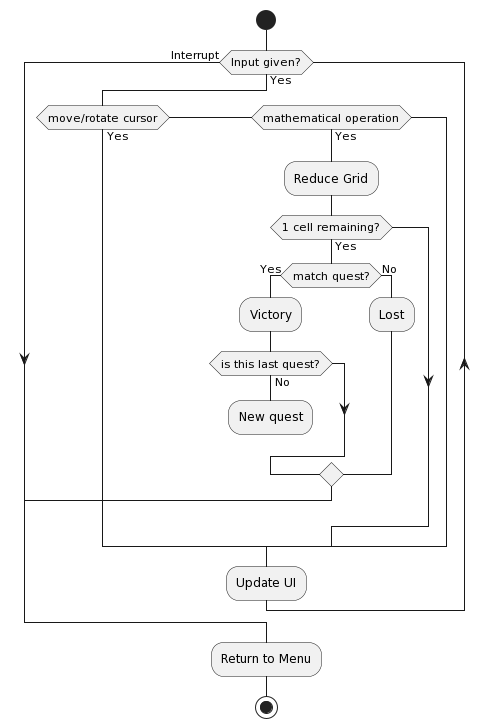 Interrupt
Input given?
Yes
move/rotate cursor
mathematical operation
Yes
Yes
Reduce Grid
1 cell remaining?
Yes
Yes
match quest?
No
Victory
Lost
is this last quest?
No
New quest
Update UI
Return to Menu